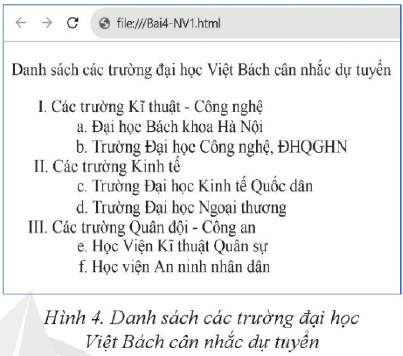 file:///Bai4-NV1.html
Danh sách các trường đại học Việt Bách cân nhắc dự tuyển
I. Các trường Kĩ thuật - Công nghệ
a. Đại học Bách khoa Hà Nội
b. Trường Đại học Công nghệ, ĐHQGHN
II. Các trường Kinh tế
c. Trường Đại học Kinh tế Quốc dân
d. Trường Đại học Ngoại thương
III. Các trường Quân đội - Công an
e. Học Viện Kĩ thuật Quân sự
f. Học viện An ninh nhân dân
Hình 4. Danh sách các trường đại học
Việt Bách cân nhắc dự tuyển